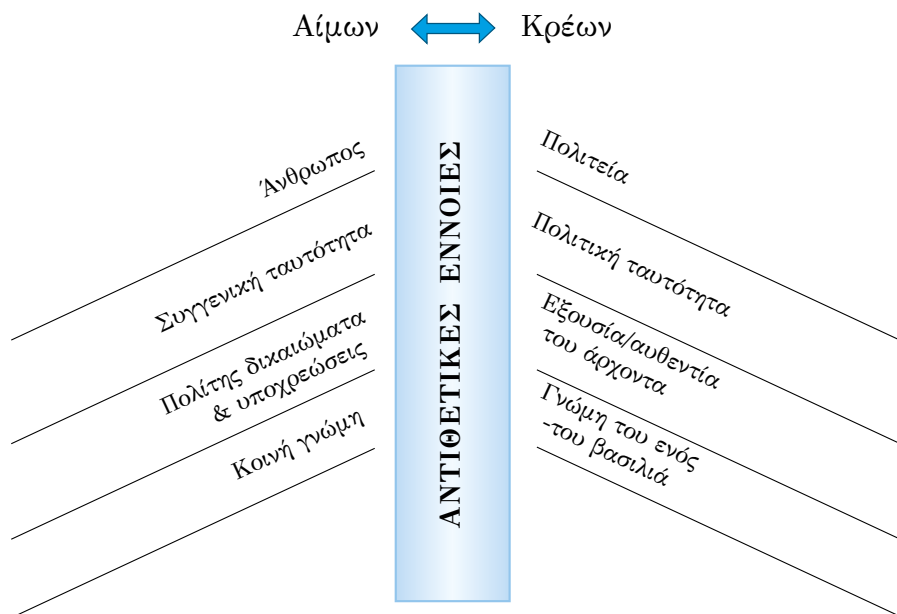 Αίμων Κρέων
ΑΝΤΙΘΕΤΙΚΕΣ ΕΝΝΟΙΕΣ
Άνθρωπος
Συγγενική ταυτότητα
Πολίτης δικαιώματα
& υποχρεώσεις
Κοινή γνώμη
Πολιτεία
Πολιτική ταυτότητα
Εξουσία/αυθεντία
του άρχοντα
Γνώμη του ενός
-του βασιλιά